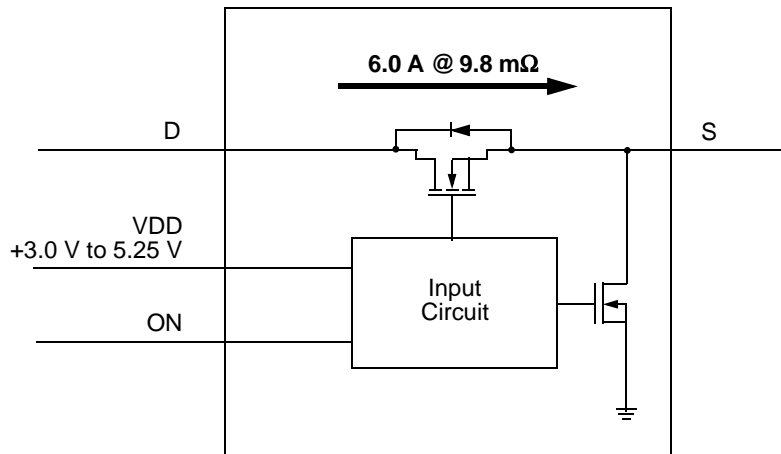 6.0 A @ 9.8 mΩ
D
S
VDD
+3.0 V to 5.25 V
Input
Circuit
ON